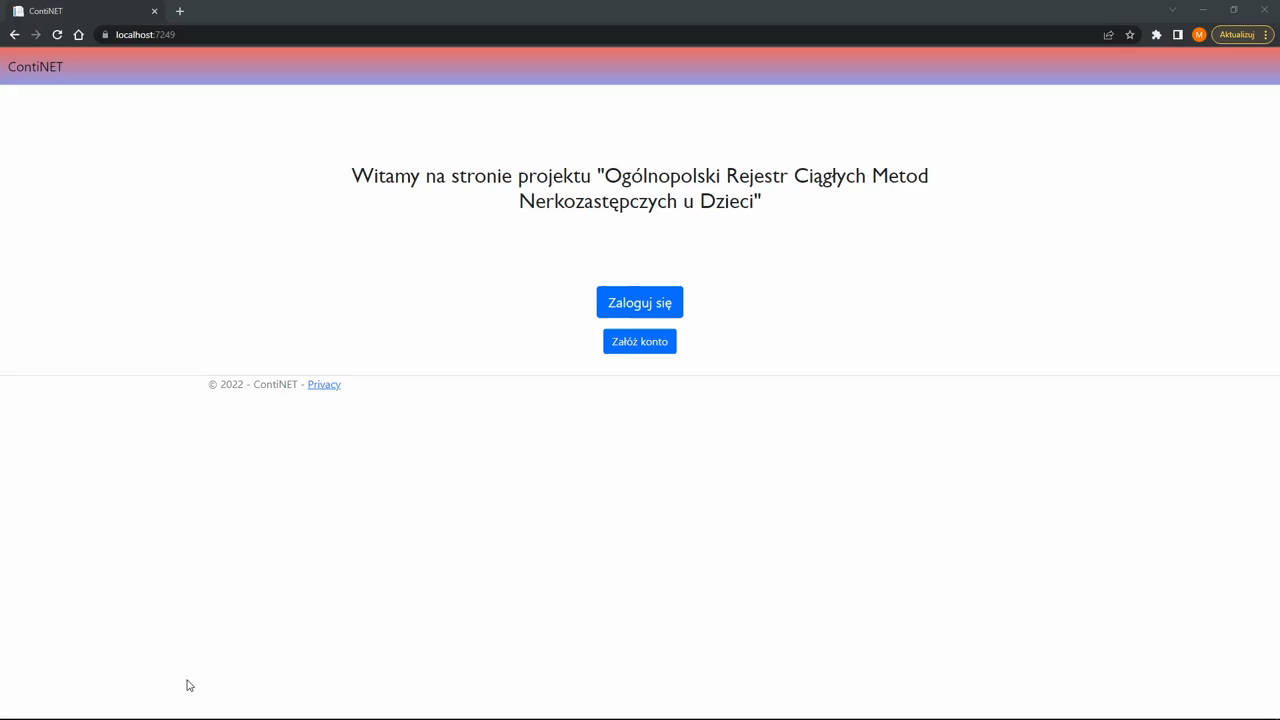 ContiNET
localhost:7249
M
Aktualizuj
ContiNET
Witamy na stronie projektu "Ogólnopolski Rejestr Ciągłych Metod
Nerkozastępczych u Dzieci"
Zaloguj się
Załóż konto
© 2022 - ContiNET - Privacy